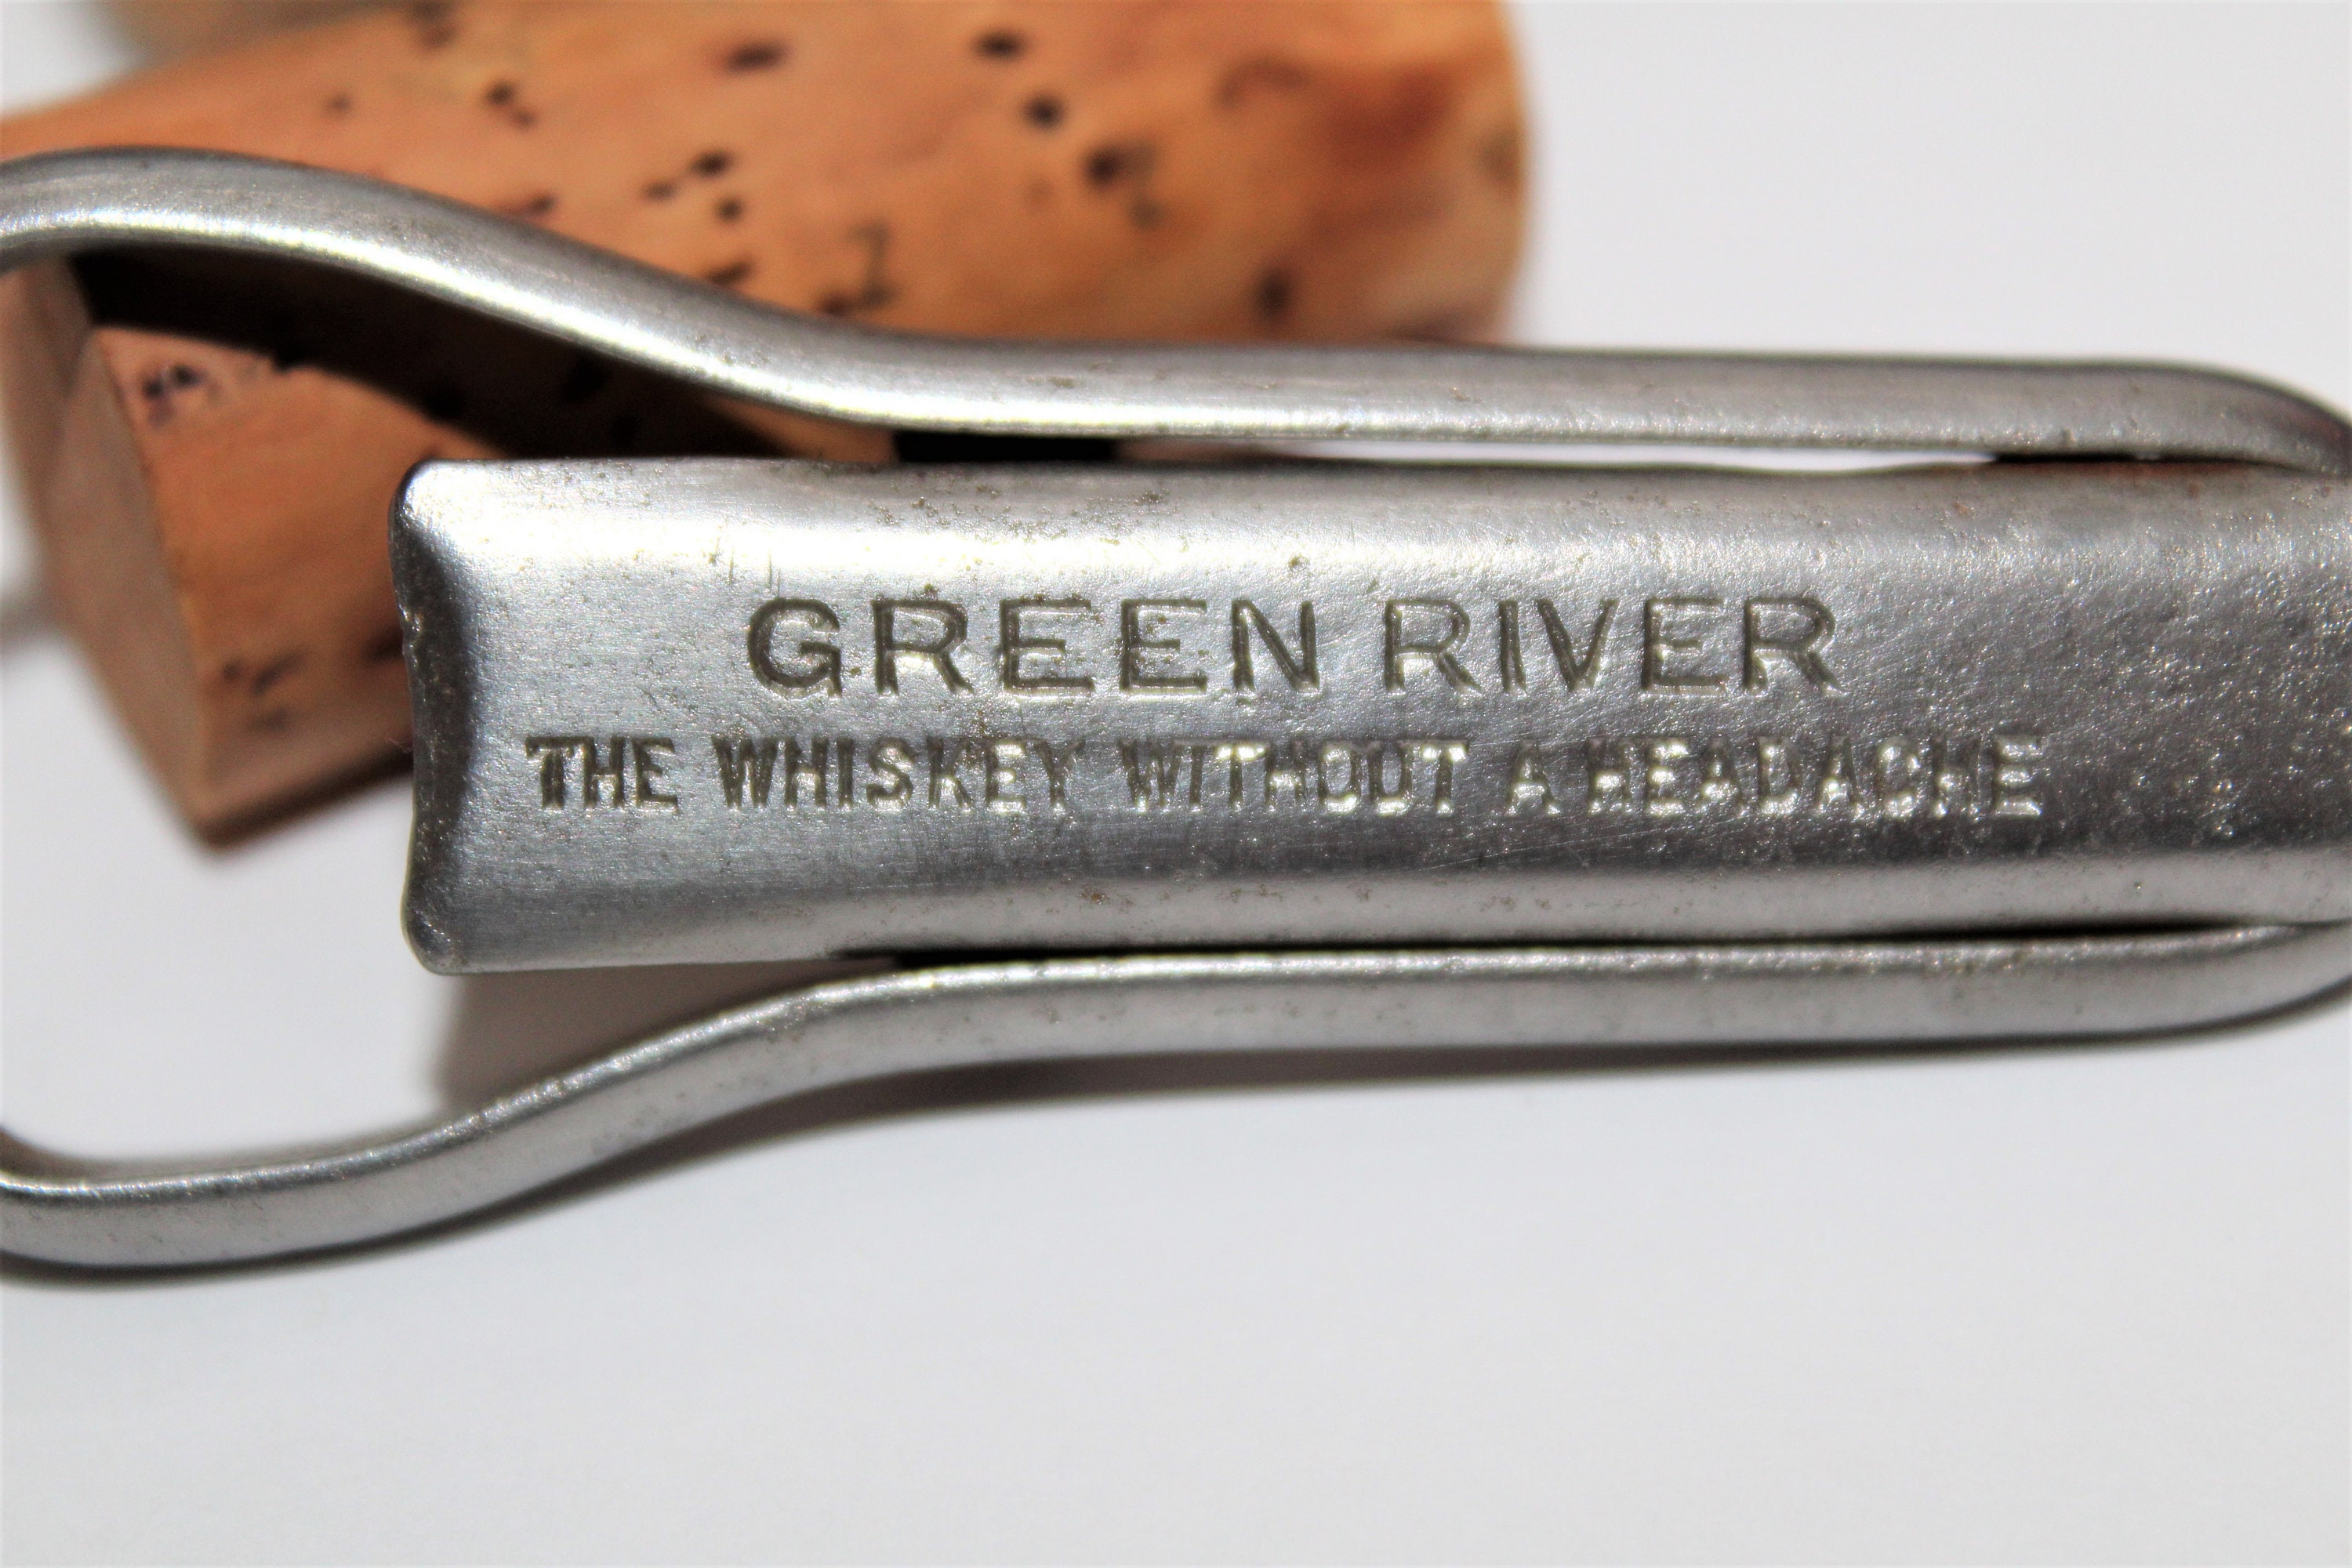 GREEN RIVER
THE WHISKEY WITHOUT A HEADACHE